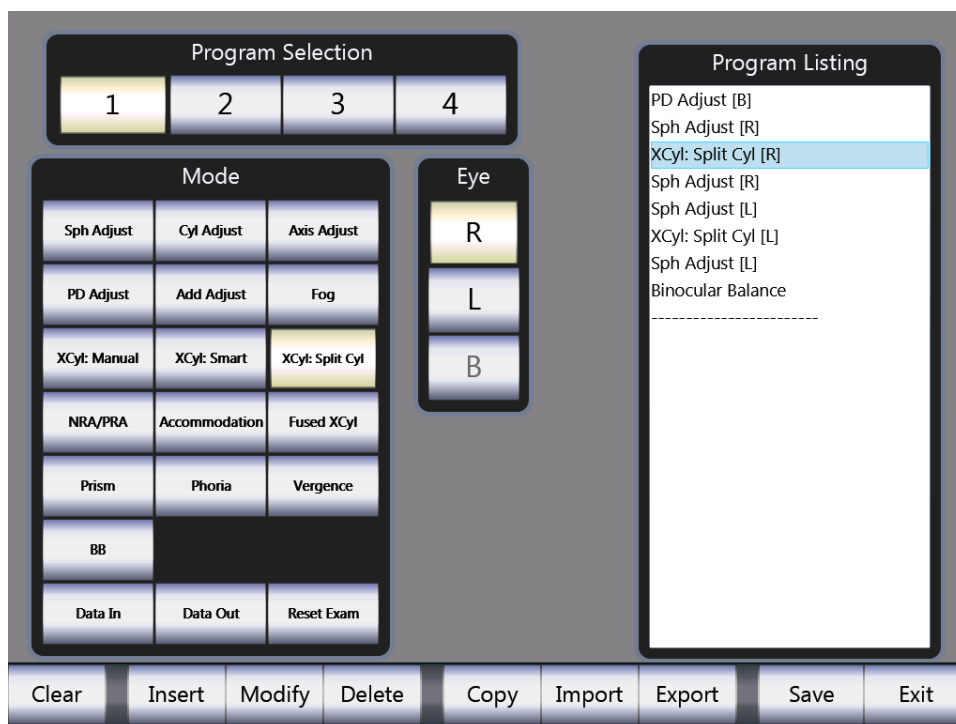 Program Selection
1 2 3 4
Mode
Sph Adjust Cyl Adjust Axis Adjust
PD Adjust Add Adjust Fog
XCyl: Manual XCyl: Smart XCyl: Split Cyl
NRA/PRA Accommodation Fused XCyl
Prism Phoria Vergence
BB
Data In Data Out Reset Exam
Eye
R
L
B
Program Listing
PD Adjust [B]
Sph Adjust [R]
XCyl: Split Cyl [R]
Sph Adjust [R]
Sph Adjust [L]
XCyl: Split Cyl [L]
Sph Adjust [L]
Binocular Balance
------------------------
Clear Insert Modify Delete Copy Import Export Save Exit